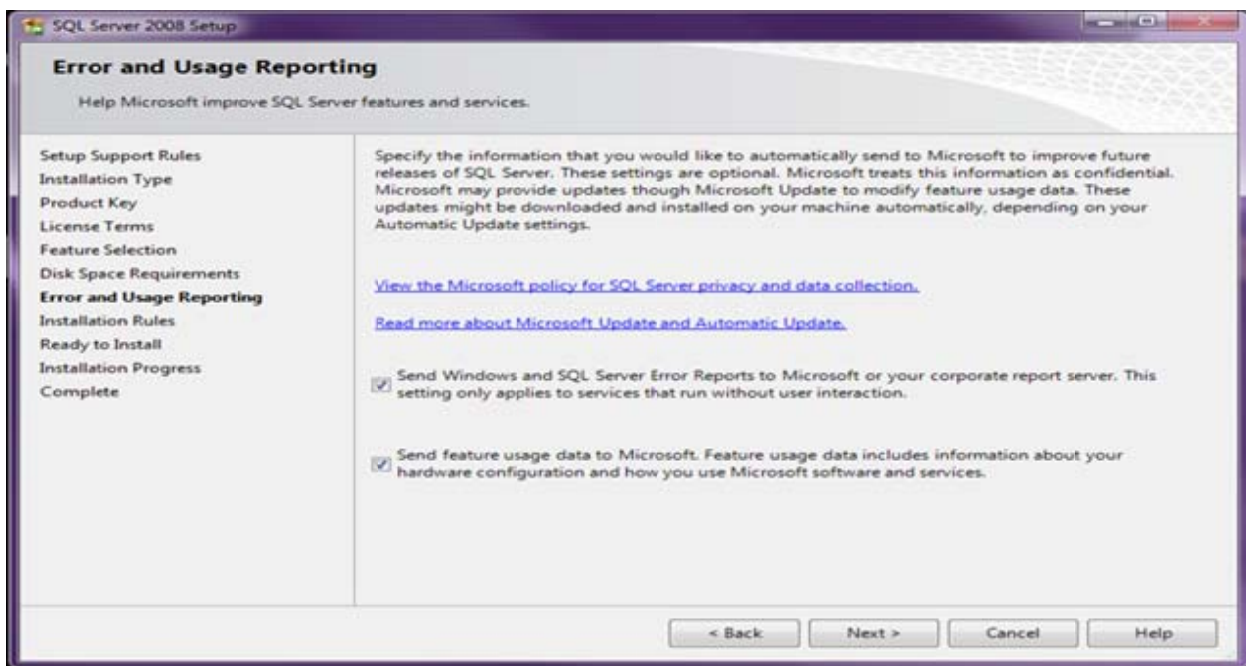 SQL Server 2008 Setup
Error and Usage Reporting
Help Microsoft improve SQL Server features and services.
Setup Support Rules
Installation Type
Product Key
License Terms
Feature Selection
Disk Space Requirements
Error and Usage Reporting
Installation Rules
Ready to Install
Installation Progress
Complete
Specify the information that you would like to automatically send to Microsoft to improve future
releases of SQL Server. These settings are optional. Microsoft treats this information as confidential.
Microsoft may provide updates though Microsoft Update to modify feature usage data. These
updates might be downloaded and installed on your machine automatically, depending on your
Automatic Update settings.
View the Microsoft policy for SQL Server privacy and data collection.
Read more about Microsoft Update and Automatic Update.
Send Windows and SQL Server Error Reports to Microsoft or your corporate report server. This
setting only applies to services that run without user interaction.
Send feature usage data to Microsoft. Feature usage data includes information about your
hardware configuration and how you use Microsoft software and services.
< Back
Next >
Cancel
Help